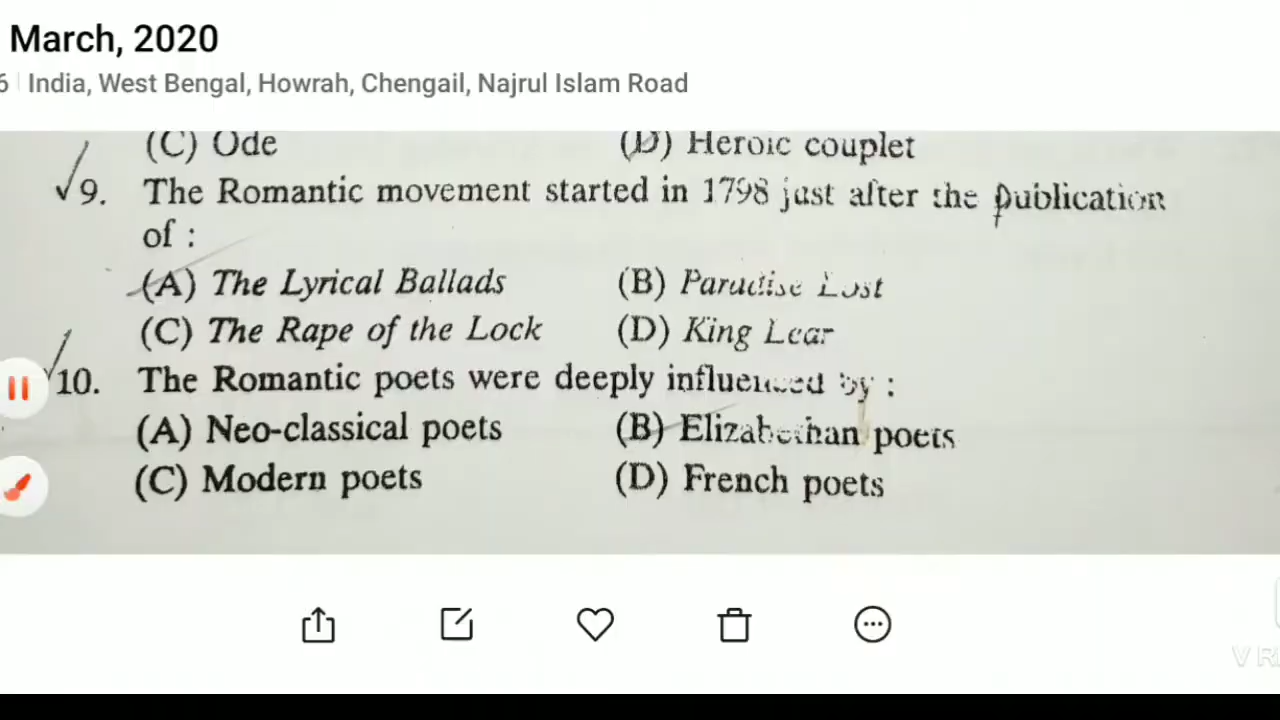 March, 2020
6 India, West Bengal, Howrah, Chengail, Najrul Islam Road
(C) Ode (D) Heroic couplet
9. The Romantic movement started in 1798 just after the publication
of :
(A) The Lyrical Ballads (B) Paradise Lost
(C) The Rape of the Lock (D) King Lear
10. The Romantic poets were deeply influenced by :
(A) Neo-classical poets (B) Elizabethan poets
(C) Modern poets (D) French poets